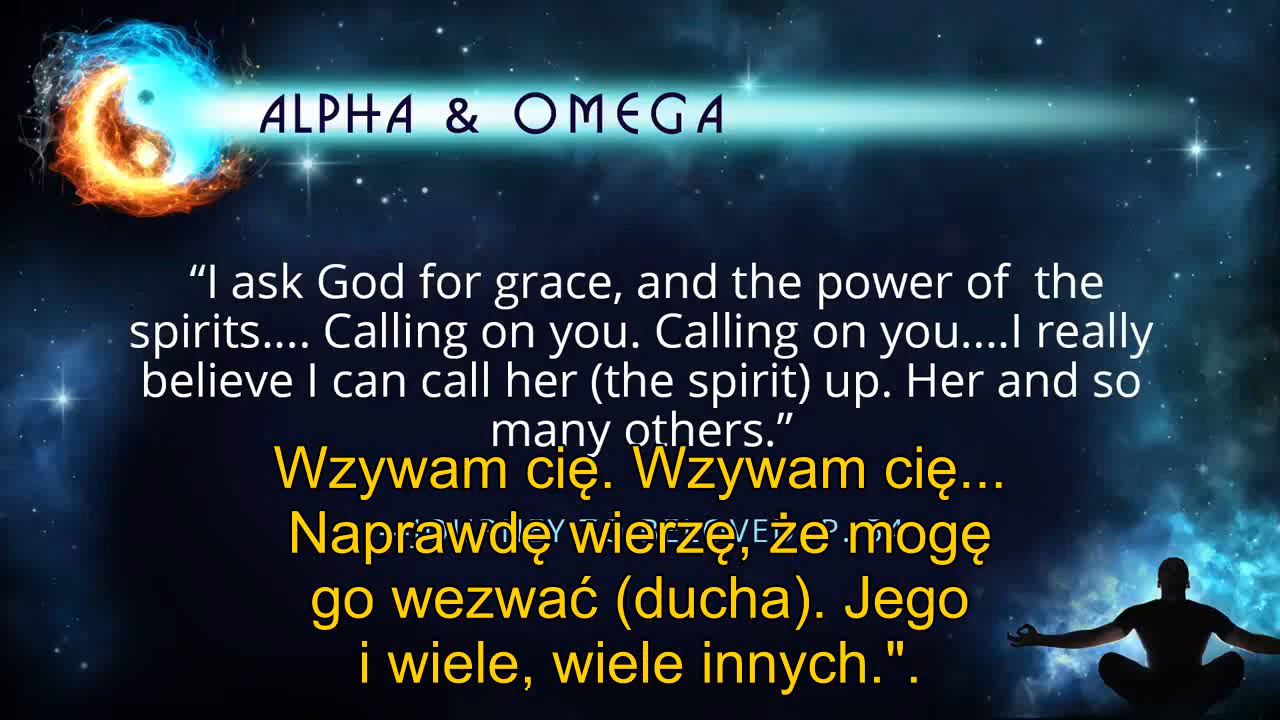 ALPHA & OMEGA
“I ask God for grace, and the power of the
spirits.... Calling on you. Calling on you....I really
believe I can call her (the spirit) up. Her and so
many others.”
Wzywam cię. Wzywam cię...
Naprawdę wierzę, że mogę
go wezwać (ducha). Jego
i wiele, wiele innych.".